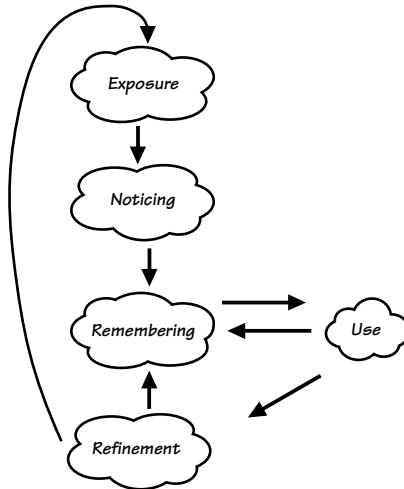 Exposure
Noticing
Remembering
Use
Refinement